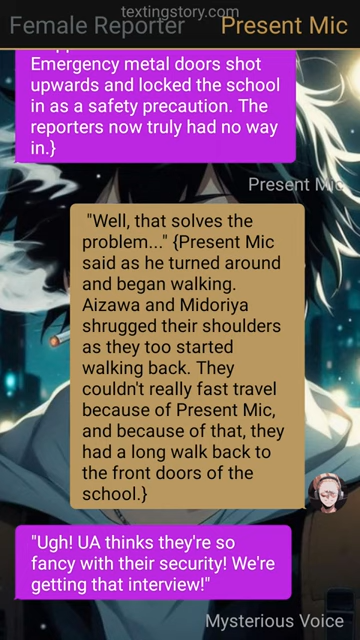 textingstory.com
Female Reporter Present Mic
Emergency metal doors shot
upwards and locked the school
in as a safety precaution. The
reporters now truly had no way
in.}
Present Mic
"Well, that solves the
problem..." {Present Mic
said as he turned around
and began walking.
Aizawa and Midoriya
shrugged their shoulders
as they too started
walking back. They
couldn't really fast travel
because of Present Mic,
and because of that, they
had a long walk back to
the front doors of the
school.}
"Ugh! UA thinks they're so
fancy with their security! We're
getting that interview!"
Mysterious Voice